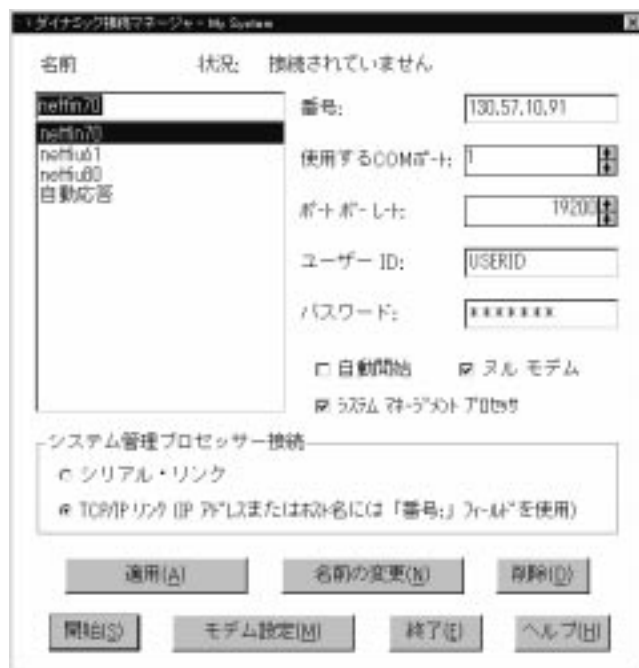 ダイナミック接続マネージャ - My System
名前 状況: 接続されていません
netfin70
netfin70
netfiu61
netfiu80
自動応答
番号: 130.57.10.91
使用するCOMポート: 1
ポート ボー レート: 19200
ユーザー ID: USERID
パスワード: *******
自動開始 ヌル モデム
システム マネージメント プロセッサ
システム管理プロセッサー接続
シリアル・リンク
TCP/IP リンク (IP アドレスまたはホスト名には「番号:」フィールドを使用)
適用(A) 名前の変更(N) 削除(D)
開始(S) モデム設定(M) 終了(E) ヘルプ(H)